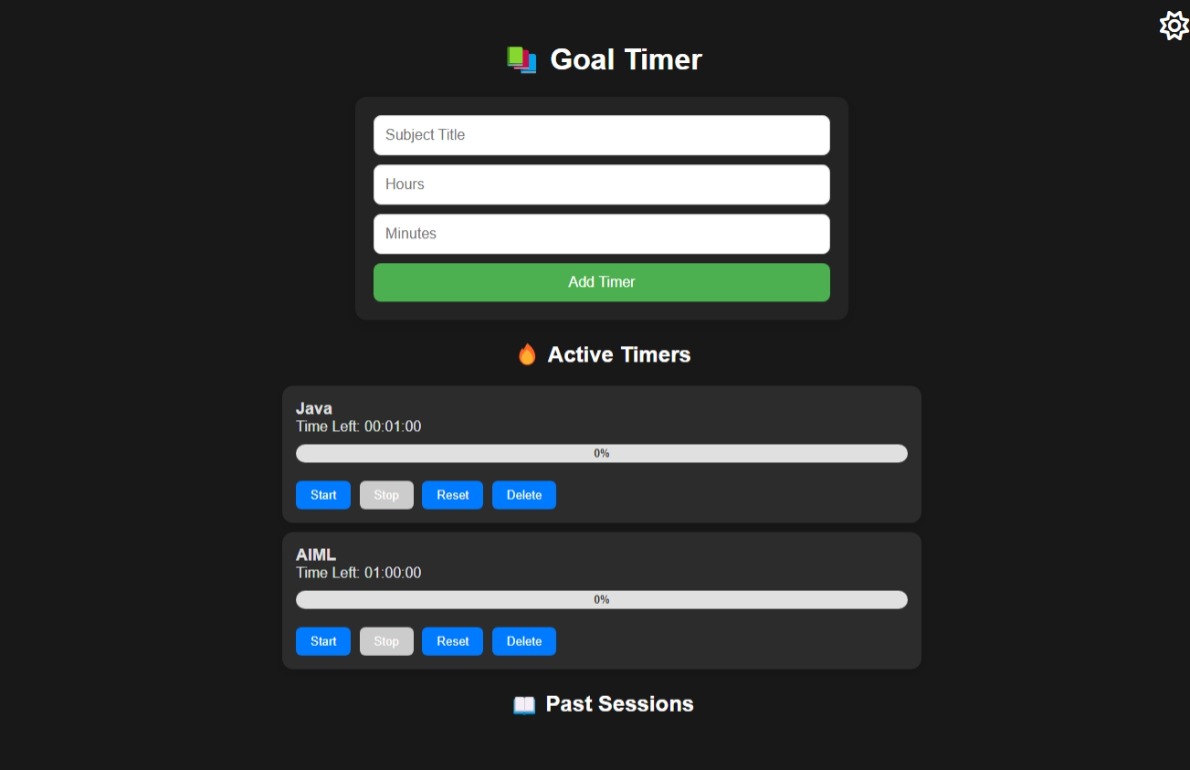 Goal Timer
Subject Title
Hours
Minutes
Add Timer
Active Timers
Java
Time Left: 00:01:00
0%
Start Stop Reset Delete
AIML
Time Left: 01:00:00
0%
Start Stop Reset Delete
Past Sessions